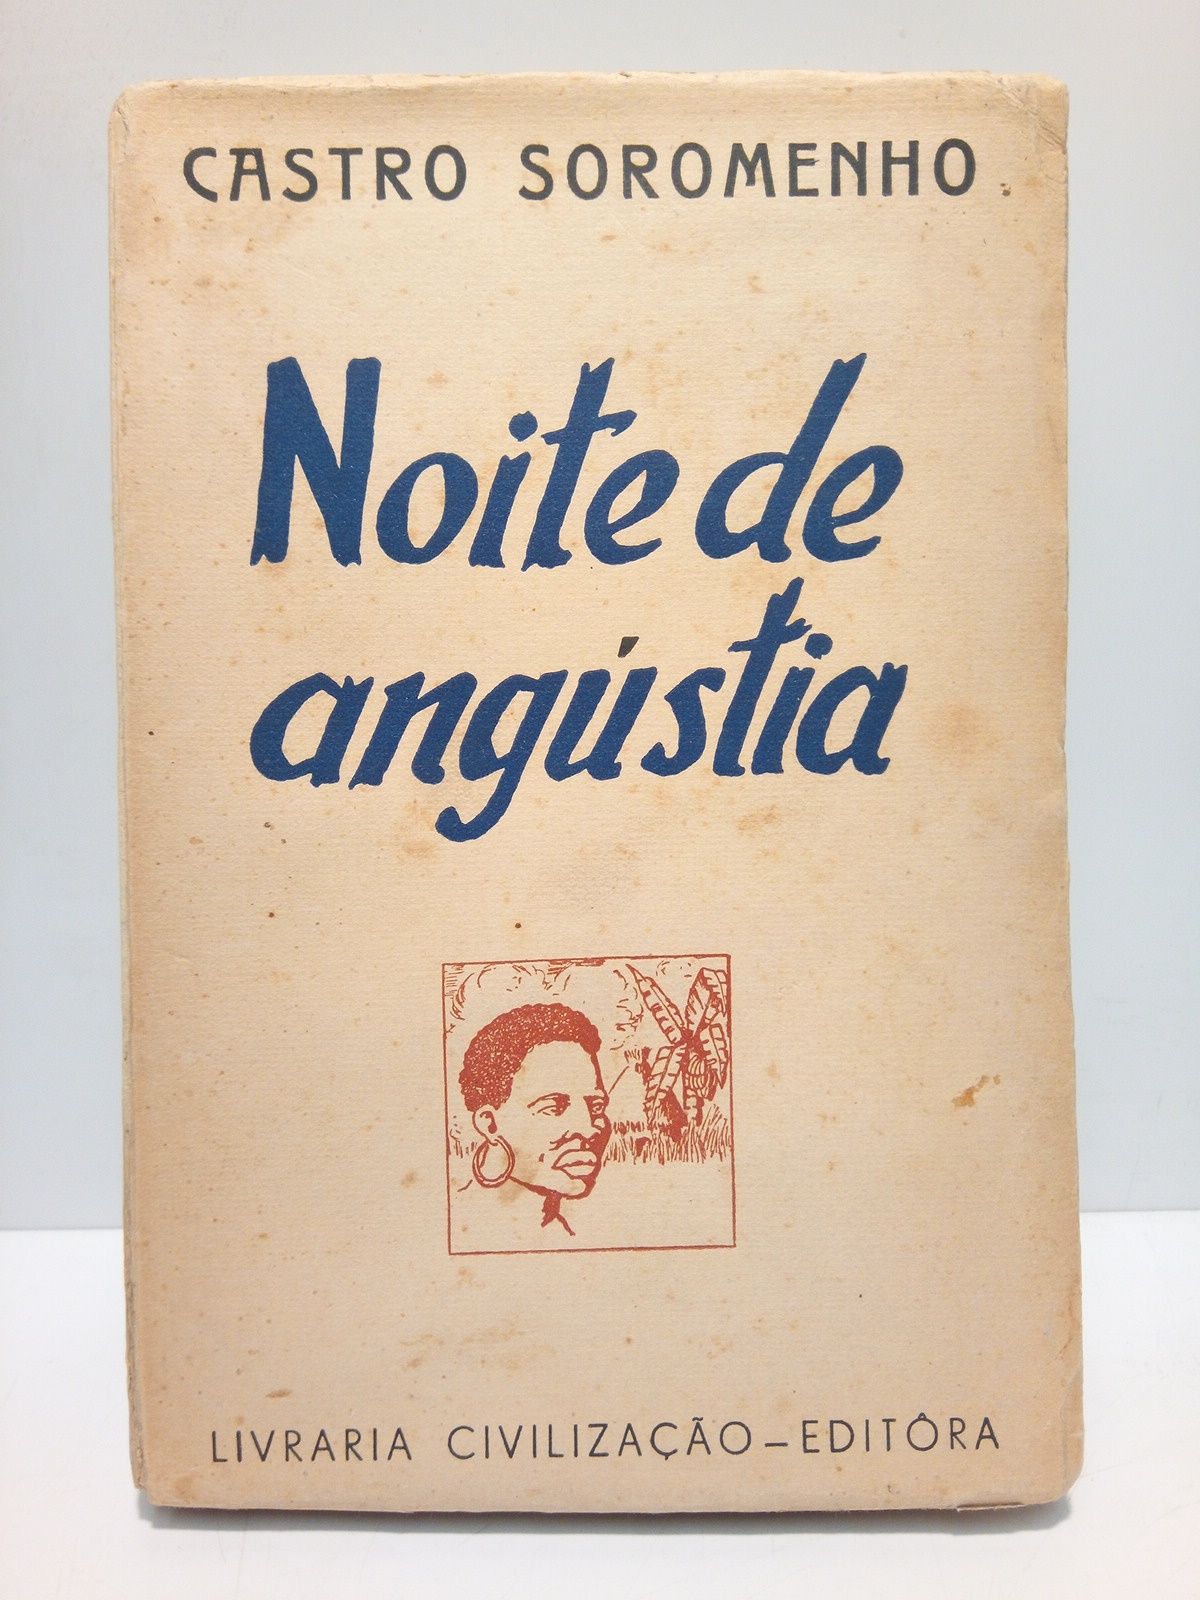 CASTRO SOROMENHO
Noite de
angústia
LIVRARIA CIVILIZAÇÃO – EDITÔRA